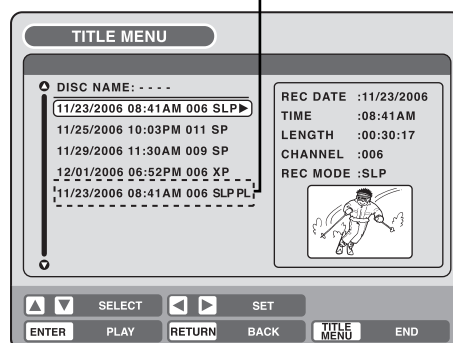 TITLE MENU
DISC NAME: - - - -
11/23/2006 08:41AM 006 SLP▶
11/25/2006 10:03PM 011 SP
11/29/2006 11:30AM 009 SP
12/01/2006 06:52PM 006 XP
11/23/2006 08:41AM 006 SLP PL
REC DATE :11/23/2006
TIME :08:41AM
LENGTH :00:30:17
CHANNEL :006
REC MODE :SLP
▲ ▼ SELECT ◀ ▶ SET
ENTER PLAY RETURN BACK TITLE MENU END